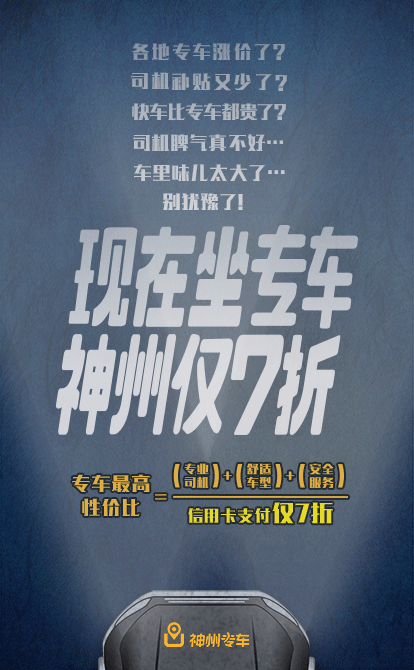 各地专车涨价了?
司机补贴又少了?
快车比专车都贵了?
司机脾气真不好…
车里味儿太大了…
别犹豫了!
现在坐专车
神州仅7折
专车最高性价比=(专业司机)+(舒适车型)+(安全服务)
信用卡支付仅7折
神州专车